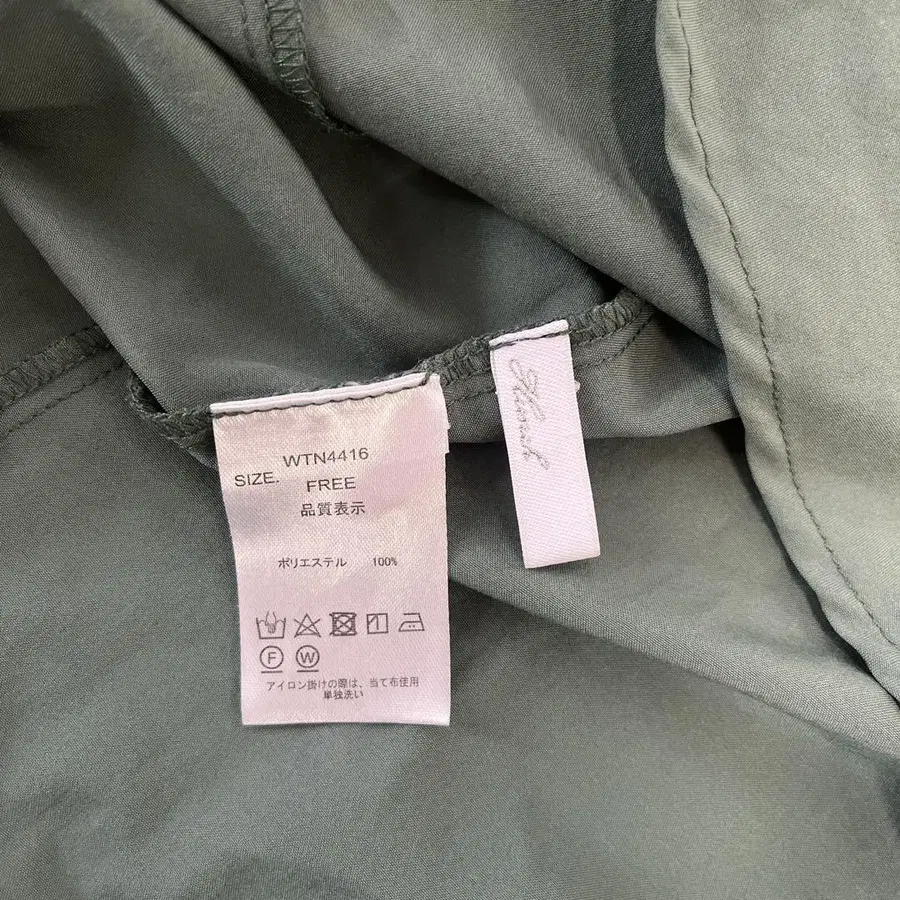 WTN4416
SIZE. FREE
品質表示
ポリエステル 100%
F W
アイロン掛けの際は、当て布使用
単独洗い